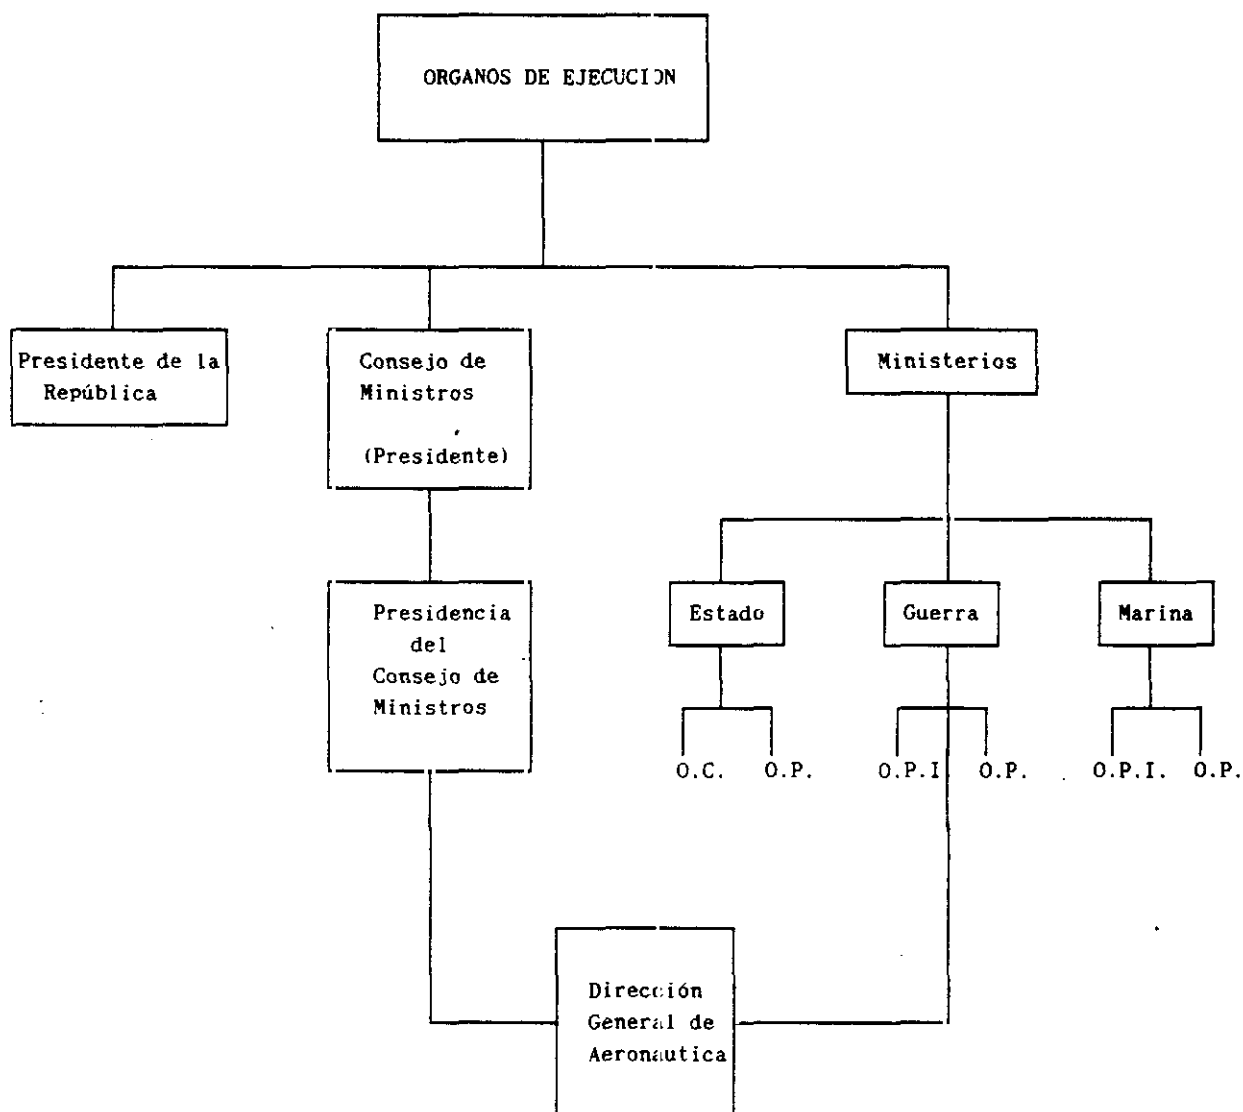 ORGANOS DE EJECUCION
Presidente de la
República
Consejo de
Ministros
(Presidente)
Ministerios
Presidencia
del
Consejo de
Ministros
Estado
Guerra
Marina
O.C. O.P.
O.P.I O.P.
O.P.I. O.P.
Dirección
General de
Aeronautica